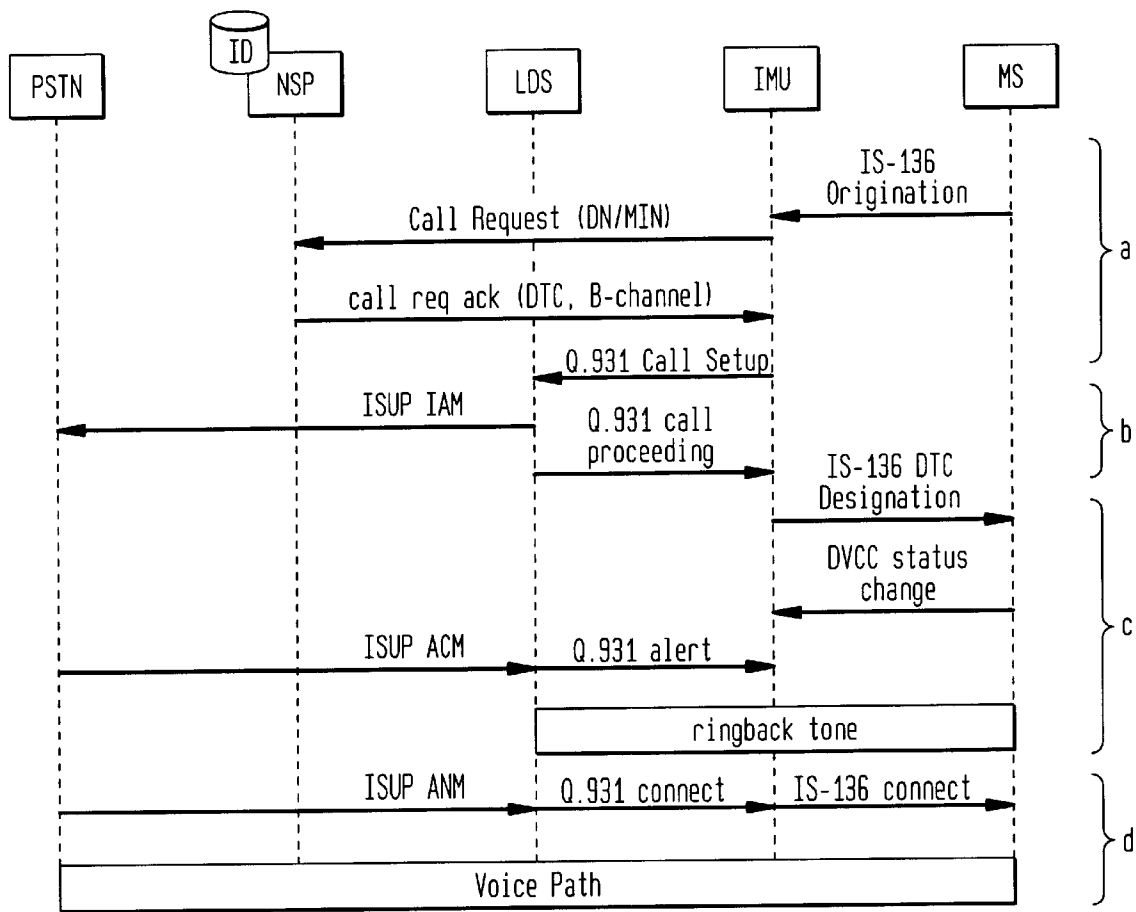 ID
PSTN
NSP
LDS
IMU
MS
IS-136
Origination
Call Request (DN/MIN)
a
call req ack (DTC, B-channel)
Q.931 Call Setup
ISUP IAM
Q.931 call
proceeding
b
IS-136 DTC
Designation
DVCC status
change
c
ISUP ACM
Q.931 alert
ringback tone
ISUP ANM
Q.931 connect
IS-136 connect
d
Voice Path